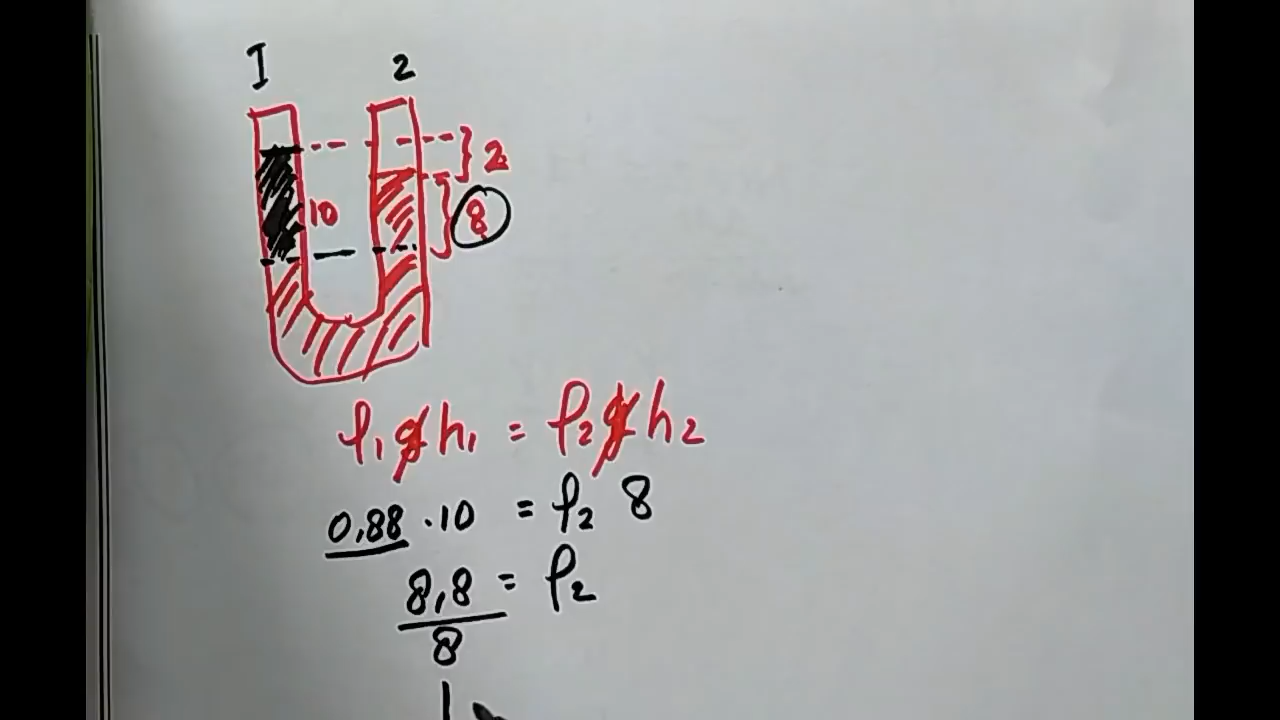 I 2
2
10 8
ρ₁ g h₁ = ρ₂ g h₂
0,88 . 10 = ρ₂ 8
8,8 = ρ₂
8
1